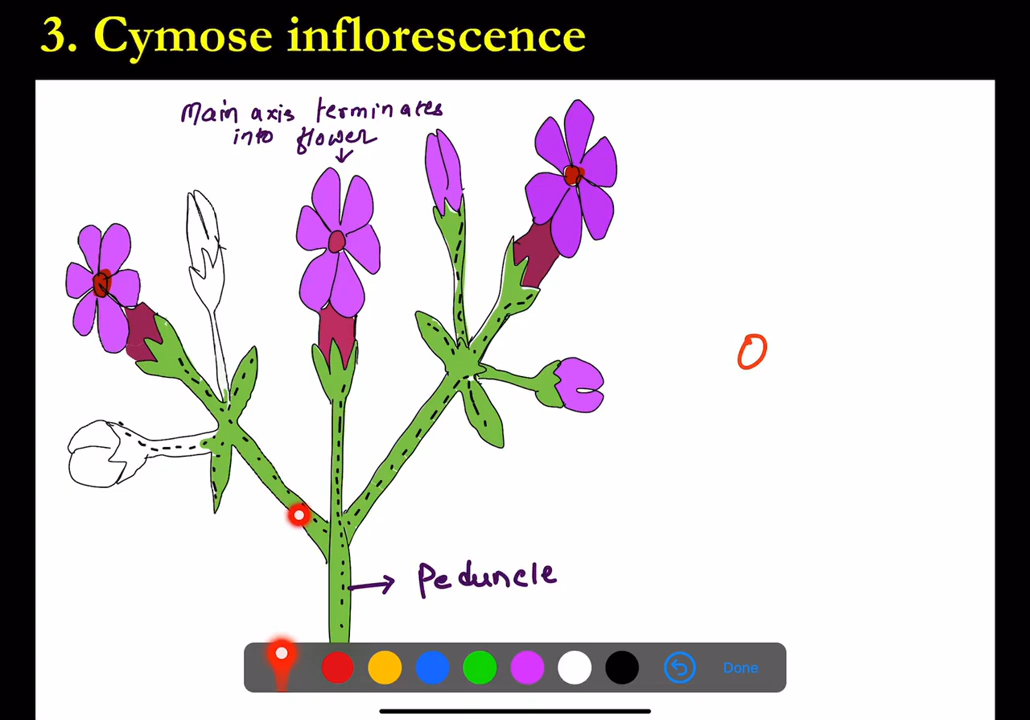 3. Cymose inflorescence
Main axis terminates
into flower
Peduncle
Done